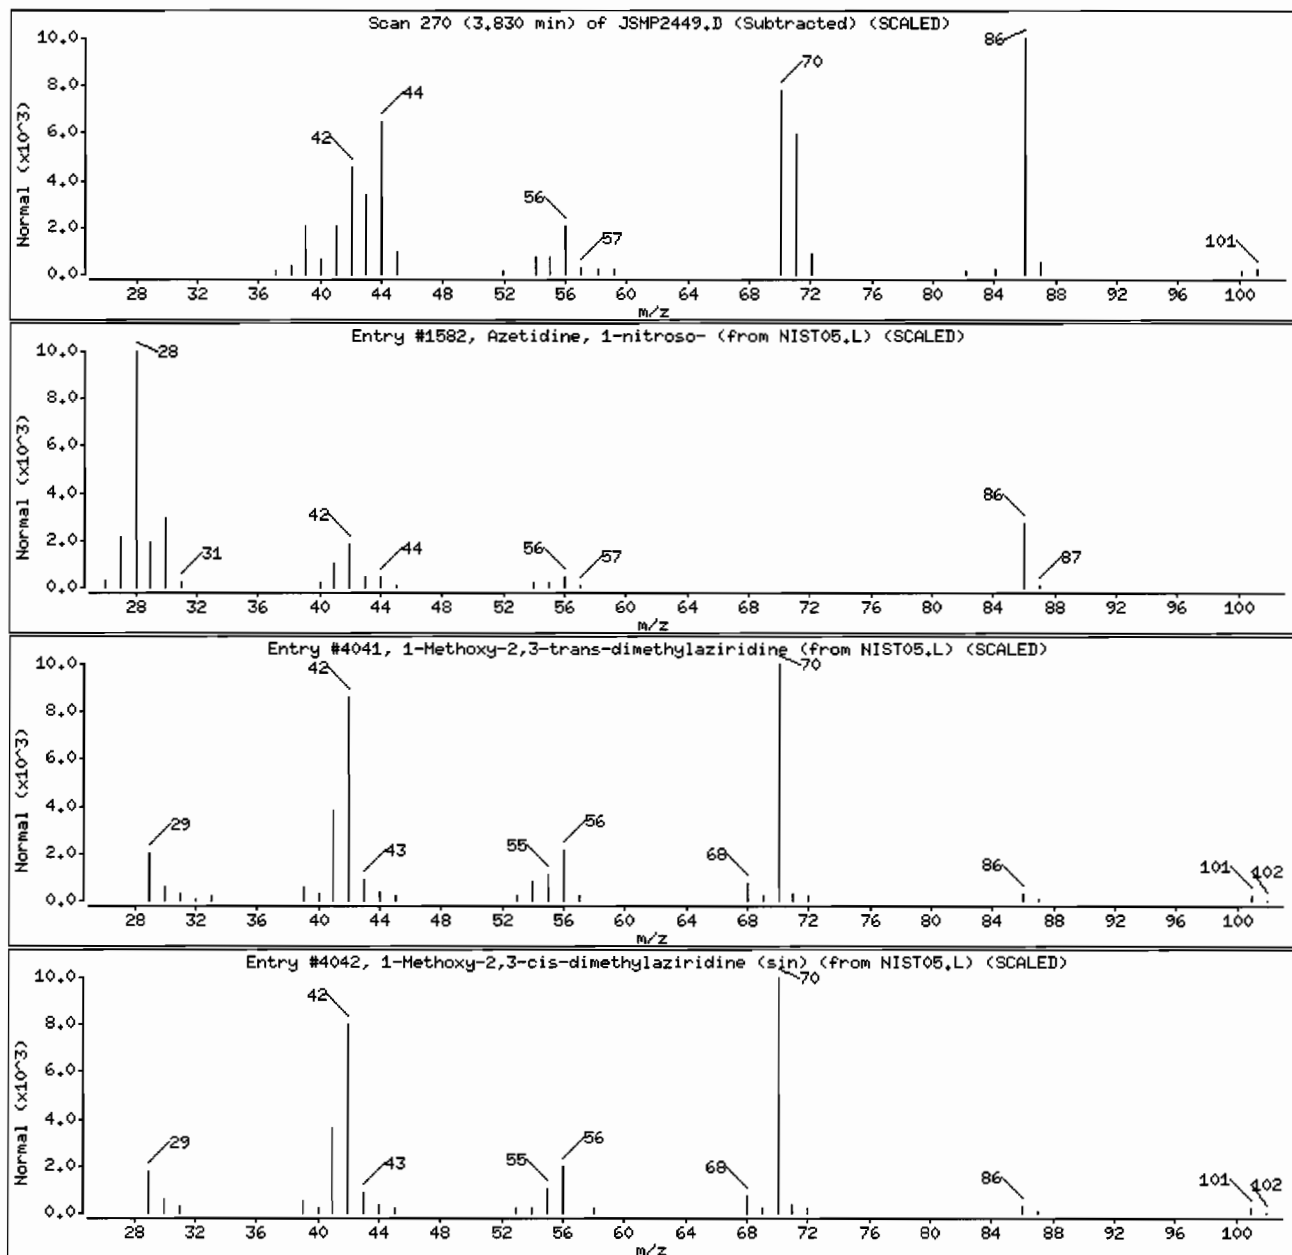 Scan 270 (3.830 min) of JSMP2449.D (Subtracted) (SCALED)
Normal (x10^3)
10.0
8.0
6.0
4.0
2.0
0.0
42 44 56 57 70 86 101
28 32 36 40 44 48 52 56 60 64 68 72 76 80 84 88 92 96 100
m/z
Entry #1582, Azetidine, 1-nitroso- (from NIST05.L) (SCALED)
Normal (x10^3)
10.0
8.0
6.0
4.0
2.0
0.0
28 31 42 44 56 57 86 87
28 32 36 40 44 48 52 56 60 64 68 72 76 80 84 88 92 96 100
m/z
Entry #4041, 1-Methoxy-2,3-trans-dimethylaziridine (from NIST05.L) (SCALED)
Normal (x10^3)
10.0
8.0
6.0
4.0
2.0
0.0
29 42 43 55 56 68 70 86 101 102
28 32 36 40 44 48 52 56 60 64 68 72 76 80 84 88 92 96 100
m/z
Entry #4042, 1-Methoxy-2,3-cis-dimethylaziridine (sin) (from NIST05.L) (SCALED)
Normal (x10^3)
10.0
8.0
6.0
4.0
2.0
0.0
29 42 43 55 56 68 70 86 101 102
28 32 36 40 44 48 52 56 60 64 68 72 76 80 84 88 92 96 100
m/z